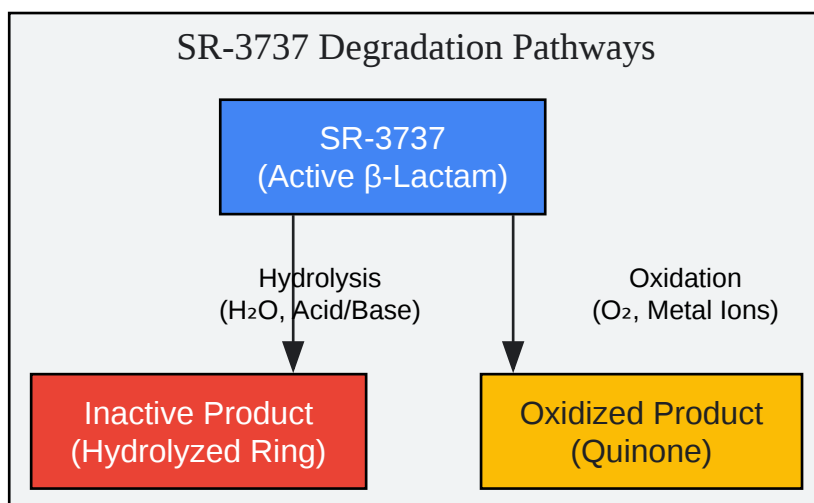 SR-3737 Degradation Pathways
SR-3737
(Active β-Lactam)
Hydrolysis
(H₂O, Acid/Base)
Oxidation
(O₂, Metal Ions)
Inactive Product
(Hydrolyzed Ring)
Oxidized Product
(Quinone)